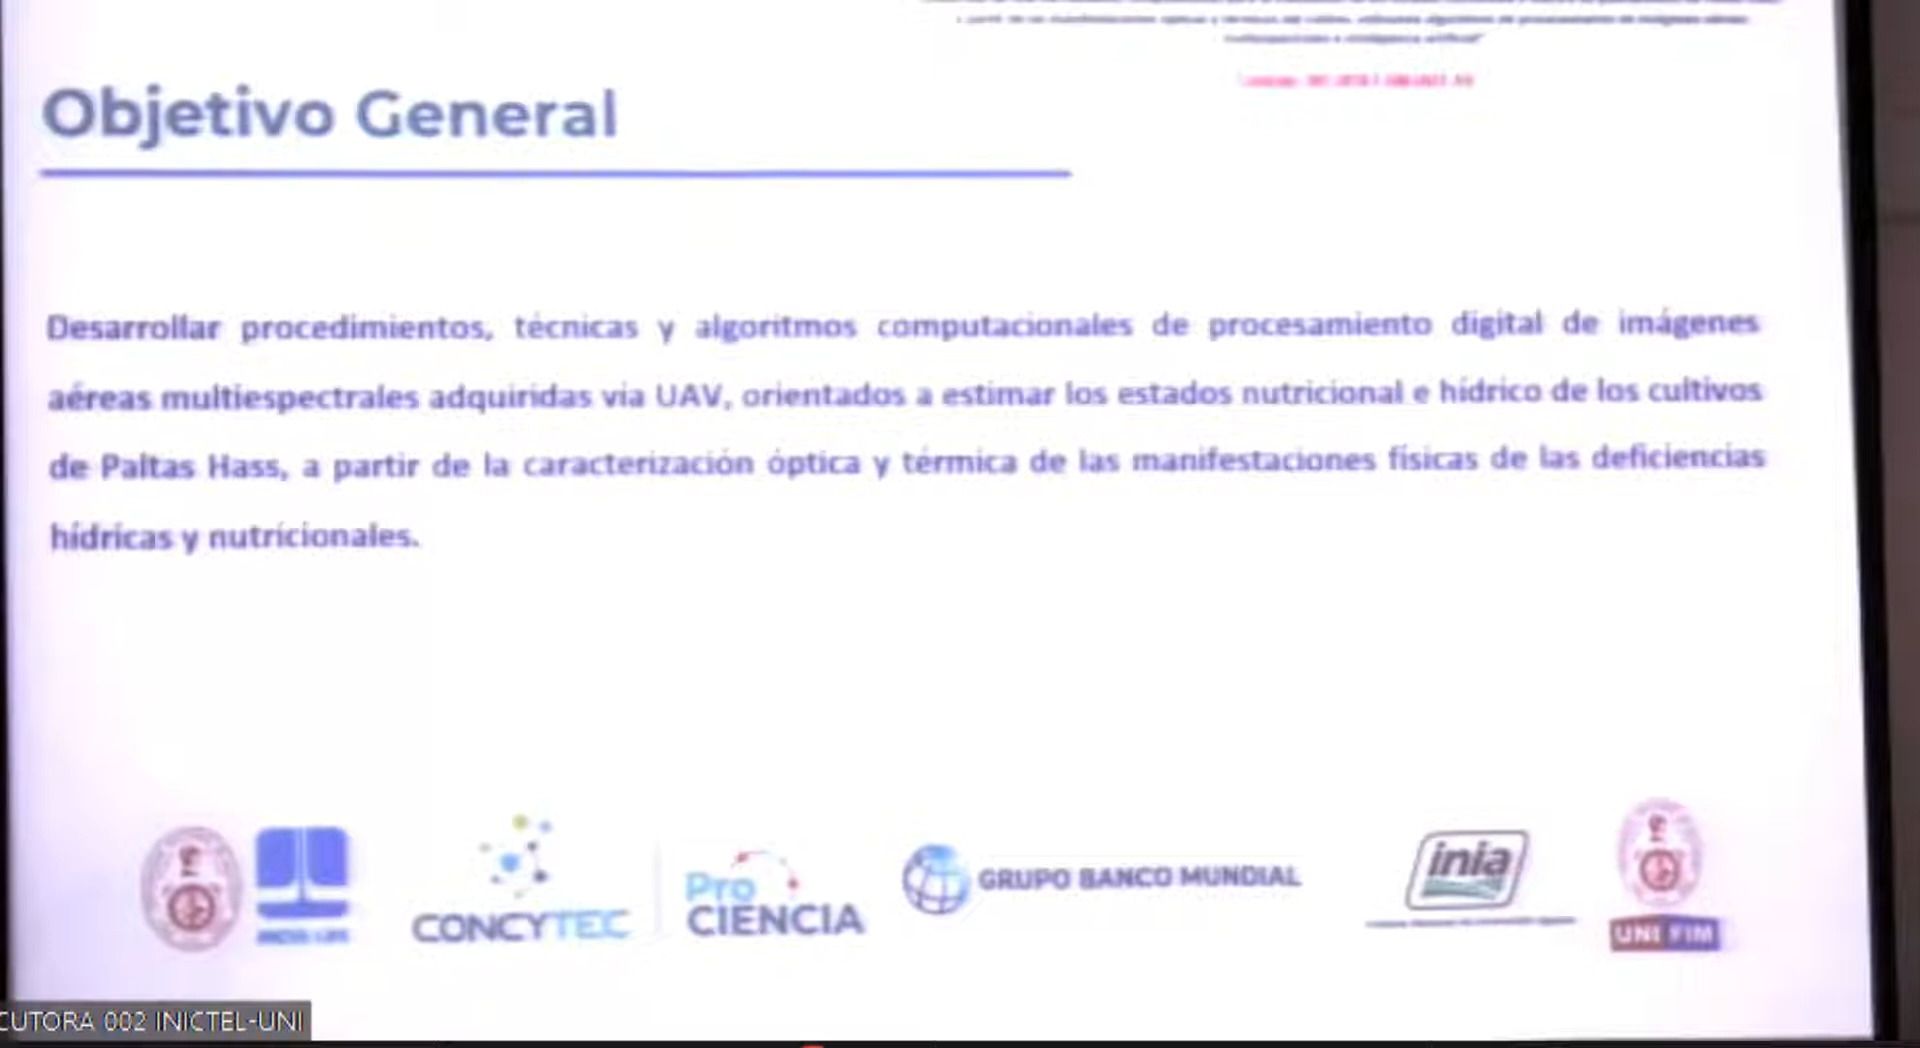 Objetivo General
Desarrollar procedimientos, técnicas y algoritmos computacionales de procesamiento digital de imágenes
aéreas multiespectrales adquiridas via UAV, orientados a estimar los estados nutricional e hídrico de los cultivos
de Paltas Hass, a partir de la caracterización óptica y térmica de las manifestaciones físicas de las deficiencias
hídricas y nutricionales.
CONCYTEC
Pro
CIENCIA
GRUPO BANCO MUNDIAL
inia
UNI FIM
CUTORA 002 INICTEL-UNI